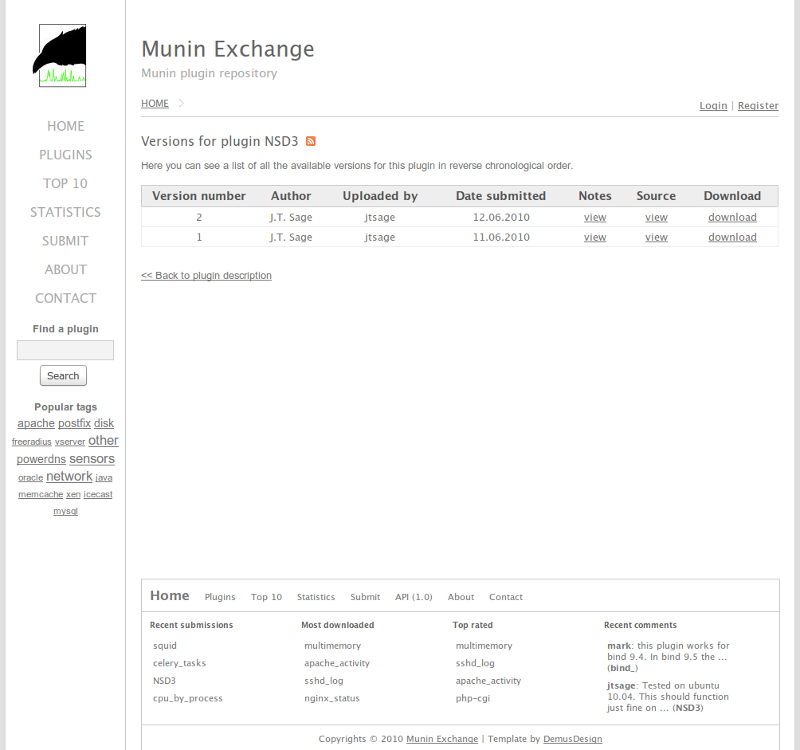 HOME
PLUGINS
TOP 10
STATISTICS
SUBMIT
ABOUT
CONTACT
Find a plugin
Search
Popular tags
apache postfix disk
freeradius vserver other
powerdns sensors
oracle network java
memcache xen icecast
mysql
Munin Exchange
Munin plugin repository
HOME
Login | Register
Versions for plugin NSD3
Here you can see a list of all the available versions for this plugin in reverse chronological order.
Version number Author Uploaded by Date submitted Notes Source Download
2 J.T. Sage jtsage 12.06.2010 view view download
1 J.T. Sage jtsage 11.06.2010 view view download
<< Back to plugin description
Home Plugins Top 10 Statistics Submit API (1.0) About Contact
Recent submissions
squid
celery_tasks
NSD3
cpu_by_process
Most downloaded
multimemory
apache_activity
sshd_log
nginx_status
Top rated
multimemory
sshd_log
apache_activity
php-cgi
Recent comments
mark: this plugin works for
bind 9.4. In bind 9.5 the ...
(bind_)
jtsage: Tested on ubuntu
10.04. This should function
just fine on ... (NSD3)
Copyrights © 2010 Munin Exchange | Template by DemusDesign